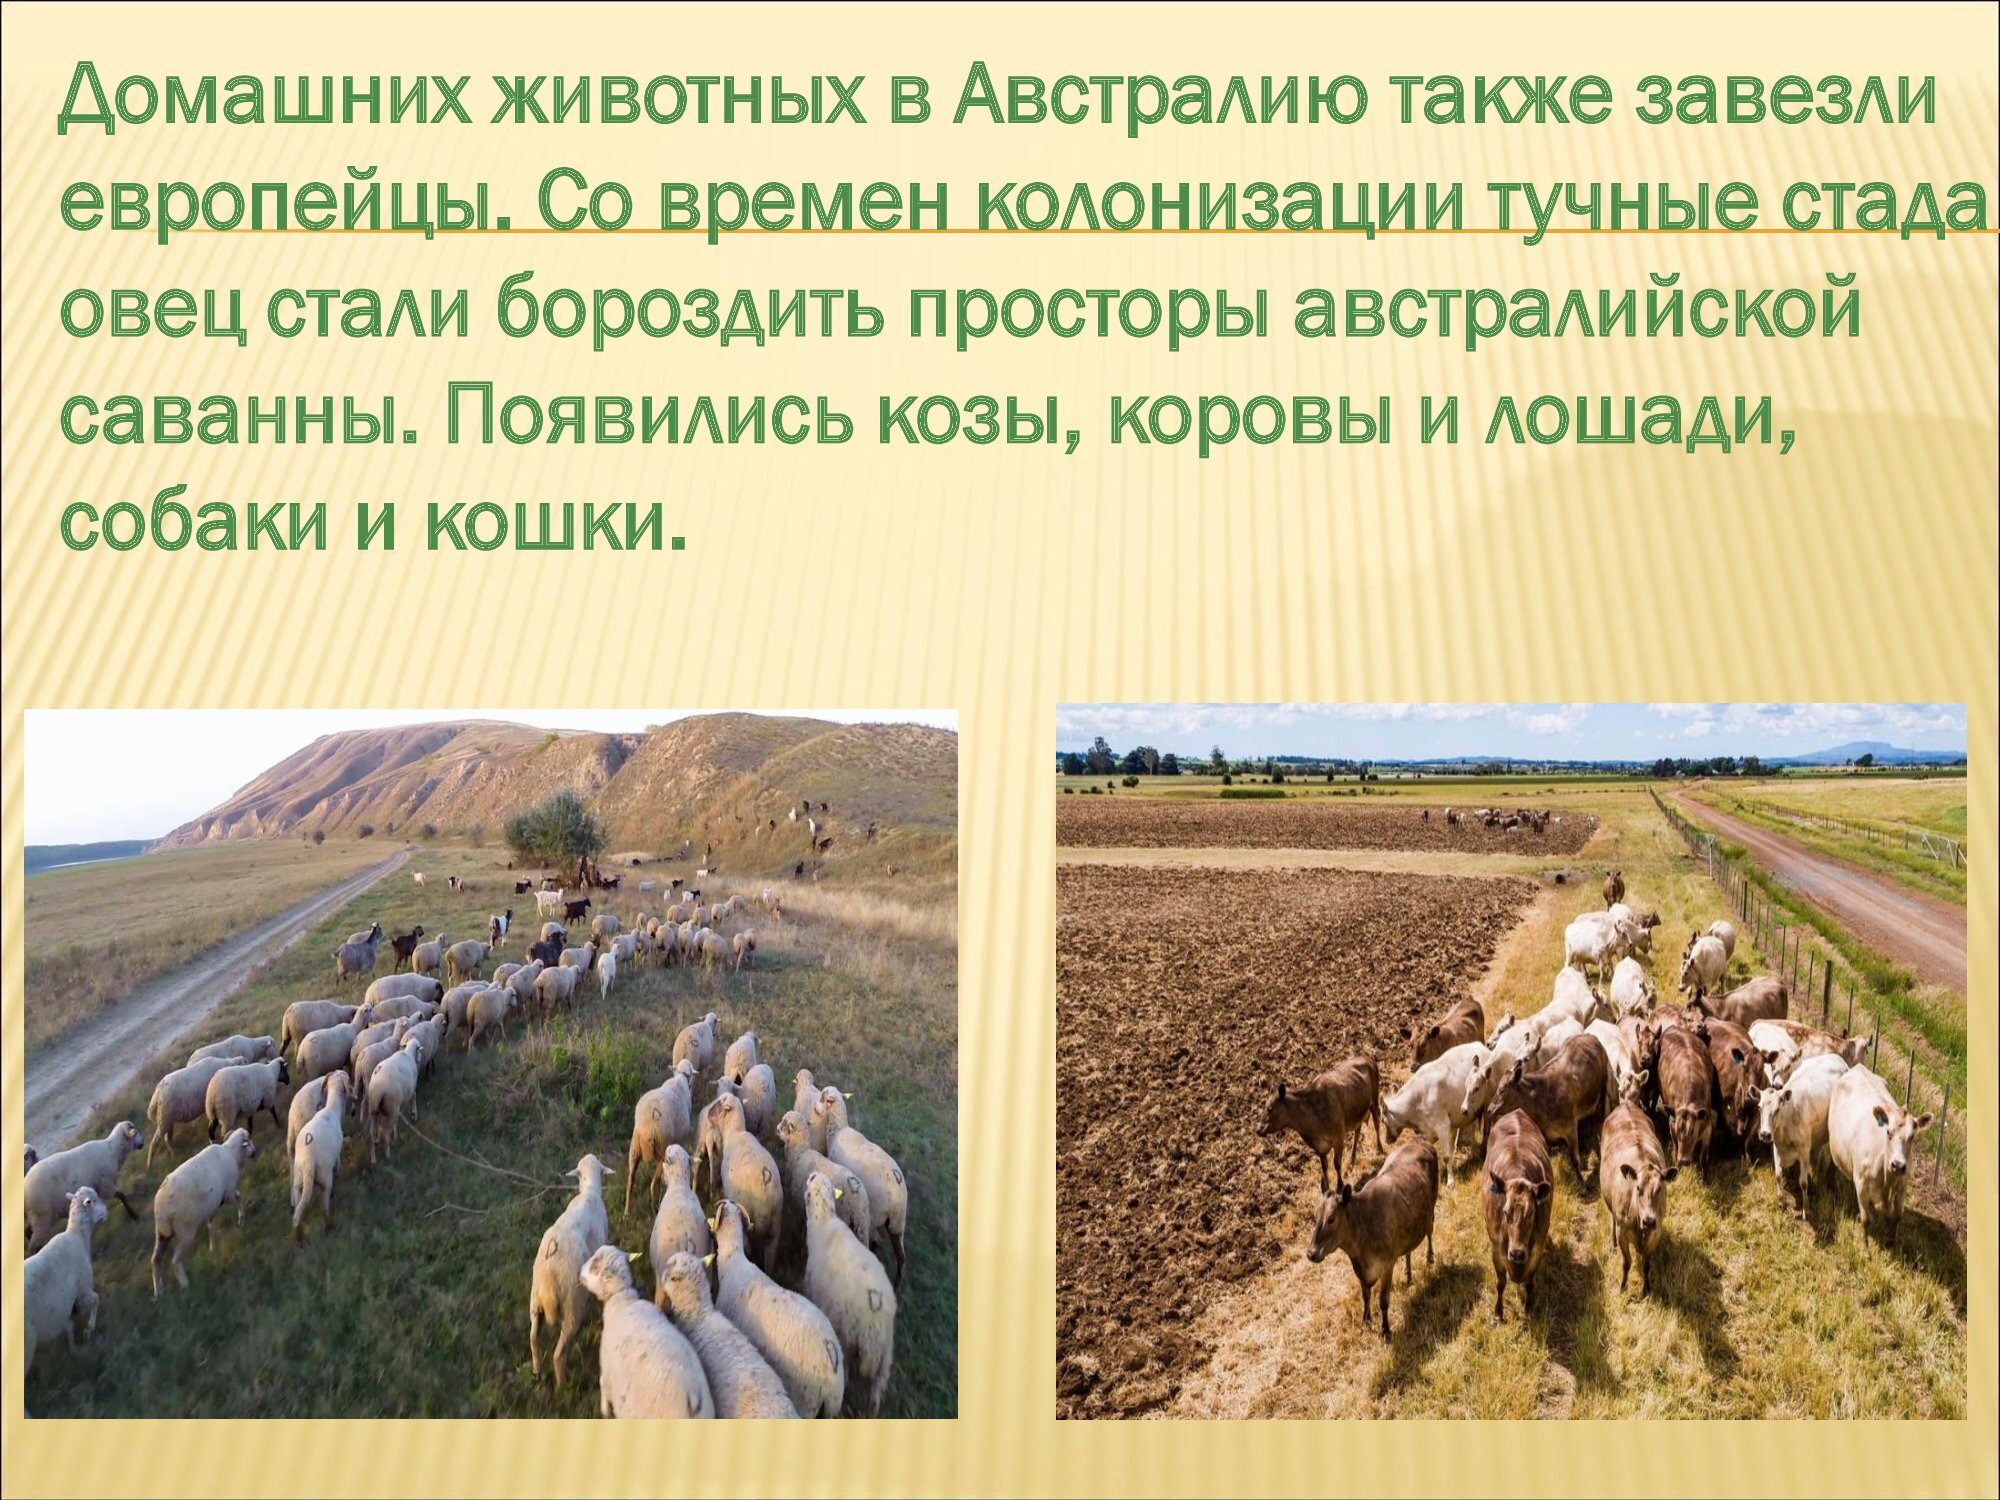 Домашних животных в Австралию также завезли
европейцы. Со времен колонизации тучные стада
овец стали бороздить просторы австралийской
саванны. Появились козы, коровы и лошади,
собаки и кошки.